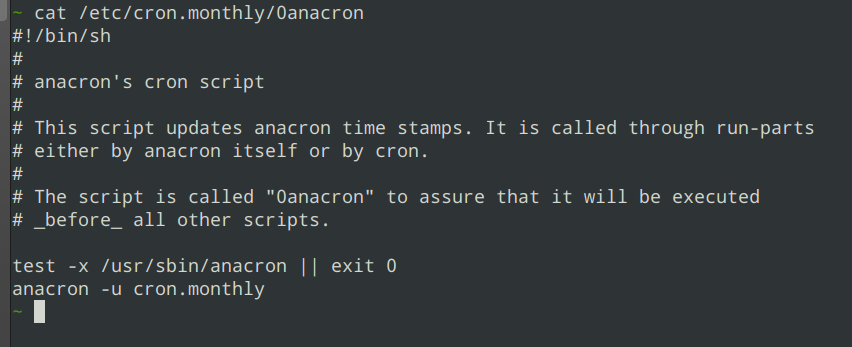 ~ cat /etc/cron.monthly/0anacron
#!/bin/sh
#
# anacron's cron script
#
# This script updates anacron time stamps. It is called through run-parts
# either by anacron itself or by cron.
#
# The script is called "0anacron" to assure that it will be executed
# _before_ all other scripts.

test -x /usr/sbin/anacron || exit 0
anacron -u cron.monthly
~